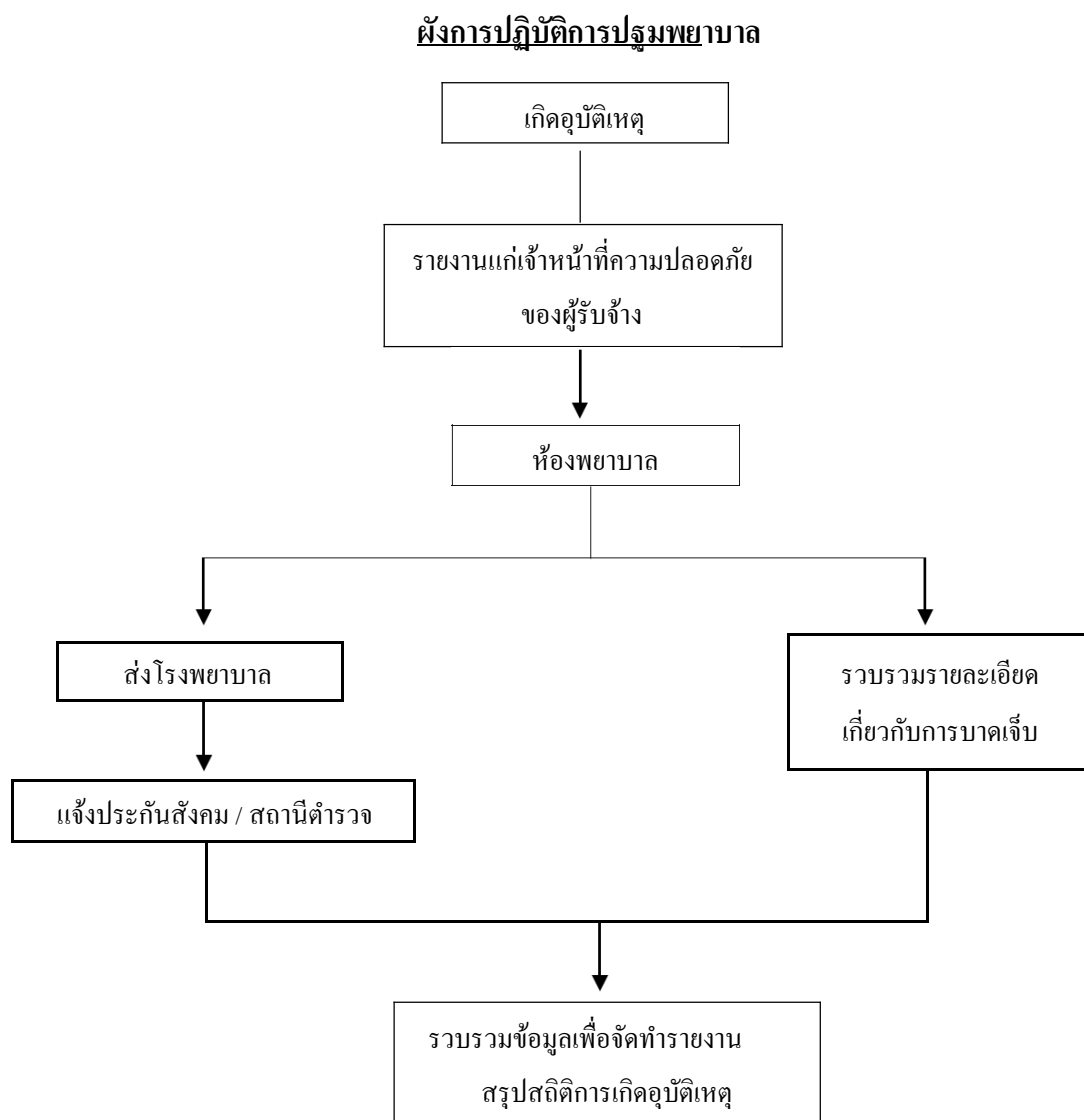 ผังการปฏิบัติการปฐมพยาบาล
เกิดอุบัติเหตุ
รายงานแก่เจ้าหน้าที่ความปลอดภัย
ของผู้รับจ้าง
ห้องพยาบาล
ส่งโรงพยาบาล
แจ้งประกันสังคม / สถานีตำรวจ
รวบรวมรายละเอียด
เกี่ยวกับการบาดเจ็บ
รวบรวมข้อมูลเพื่อจัดทำรายงาน
สรุปสถิติการเกิดอุบัติเหตุ